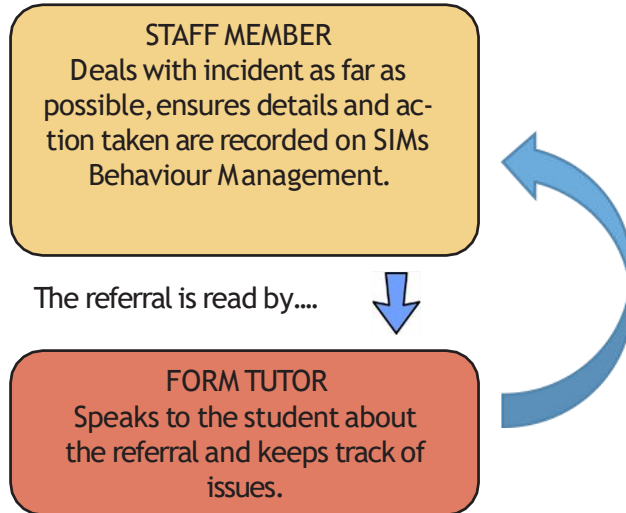 STAFF MEMBER
Deals with incident as far as
possible, ensures details and ac-
tion taken are recorded on SIMs
Behaviour Management.
The referral is read by....
FORM TUTOR
Speaks to the student about
the referral and keeps track of
issues.